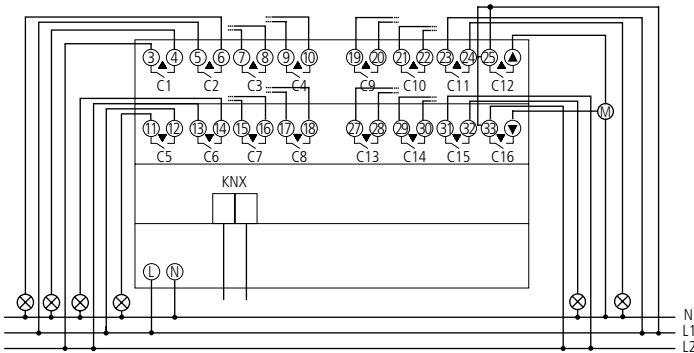 3 4 5 6 7 8 9 10 19 20 21 22 23 24 25
C1 C2 C3 C4 C9 C10 C11 C12
M
11 12 13 14 15 16 17 18 27 28 29 30 31 32 33
C5 C6 C7 C8 C13 C14 C15 C16
KNX
L N
N
L1
L2